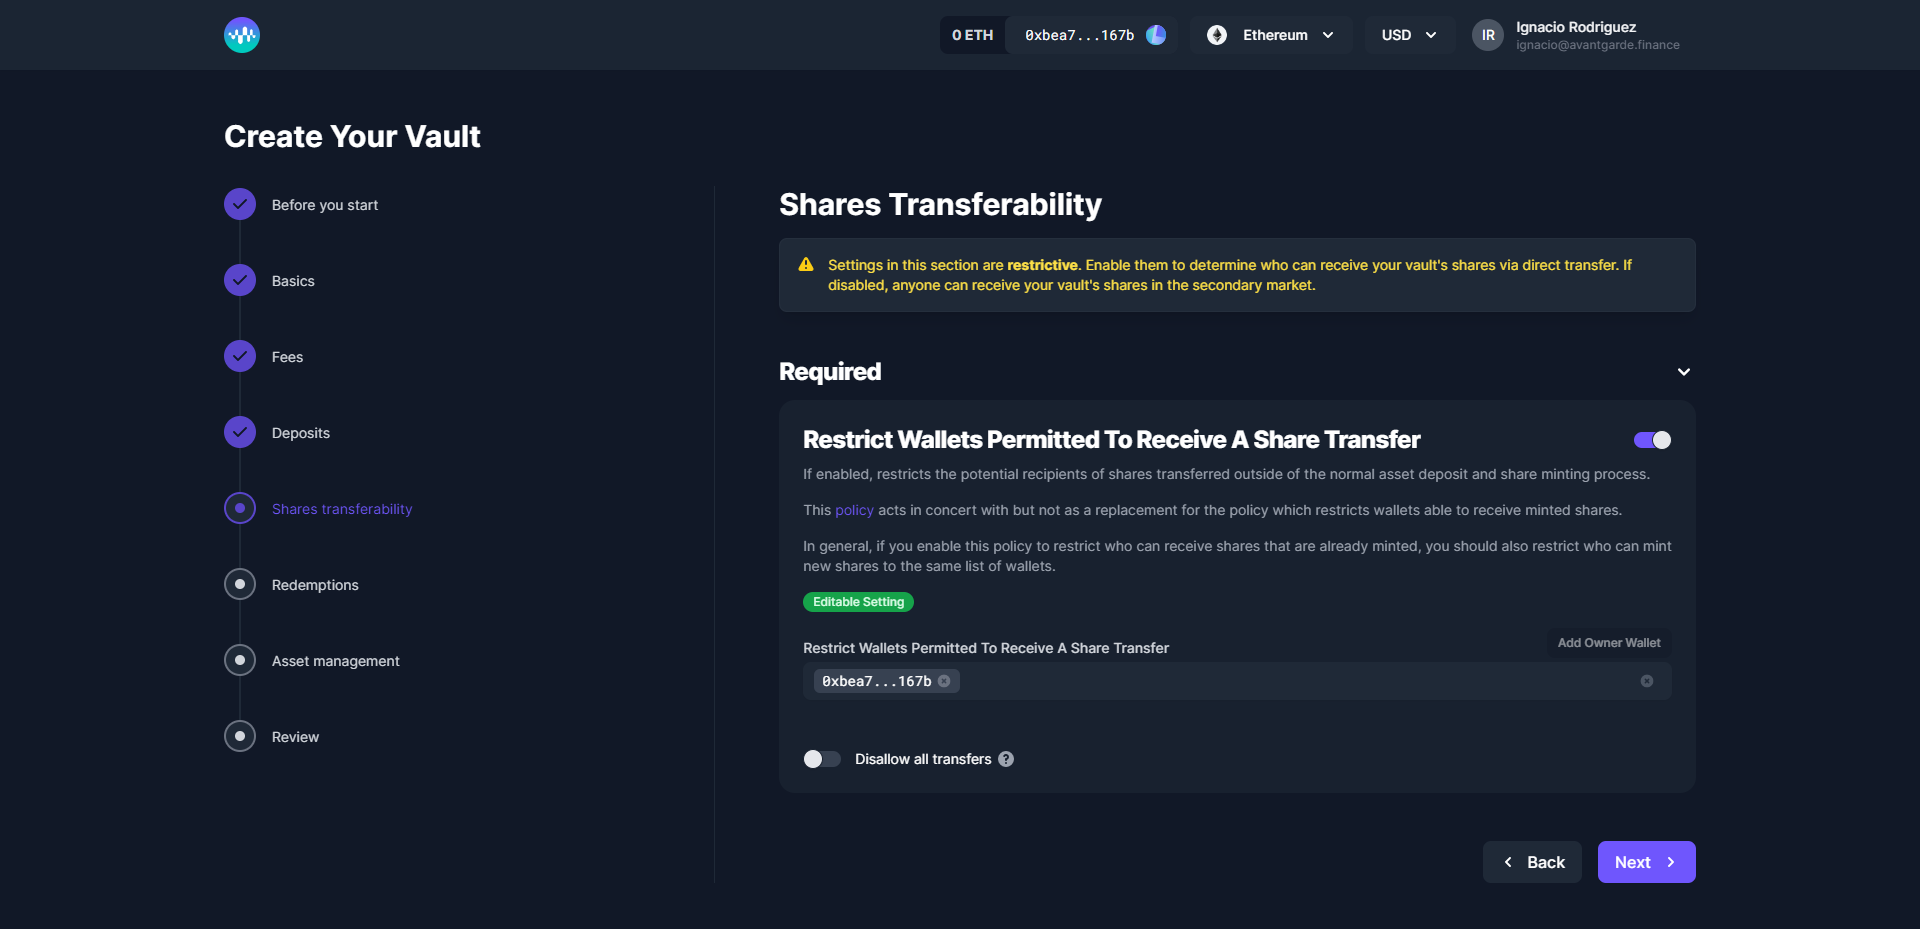 0 ETH
0xbea7...167b
Ethereum
USD
IR
Ignacio Rodriguez
ignacio@avantgarde.finance
Create Your Vault
Before you start
Basics
Fees
Deposits
Shares transferability
Redemptions
Asset management
Review
Shares Transferability
Settings in this section are restrictive. Enable them to determine who can receive your vault's shares via direct transfer. If
disabled, anyone can receive your vault's shares in the secondary market.
Required
Restrict Wallets Permitted To Receive A Share Transfer
If enabled, restricts the potential recipients of shares transferred outside of the normal asset deposit and share minting process.
This policy acts in concert with but not as a replacement for the policy which restricts wallets able to receive minted shares.
In general, if you enable this policy to restrict who can receive shares that are already minted, you should also restrict who can mint
new shares to the same list of wallets.
Editable Setting
Restrict Wallets Permitted To Receive A Share Transfer
Add Owner Wallet
0xbea7...167b
Disallow all transfers ?
Back
Next